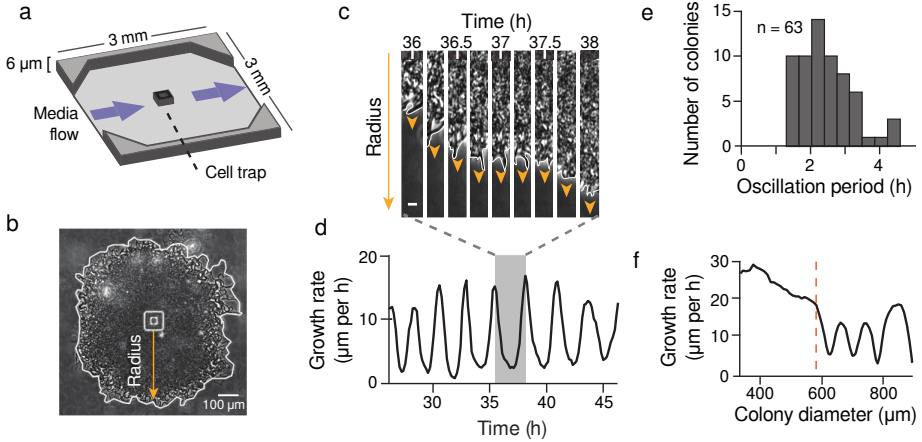 a
3 mm
3 mm
6 µm
Media
flow
Cell trap
b
Radius
100 µm
c
Time (h)
36 36.5 37 37.5 38
Radius
d
Growth rate
(µm per h)
20
10
0
30 35 40 45
Time (h)
e
Number of colonies
n = 63
15
10
5
0
0 2 4
Oscillation period (h)
f
Growth rate
(µm per h)
30
20
10
0
400 600 800
Colony diameter (µm)